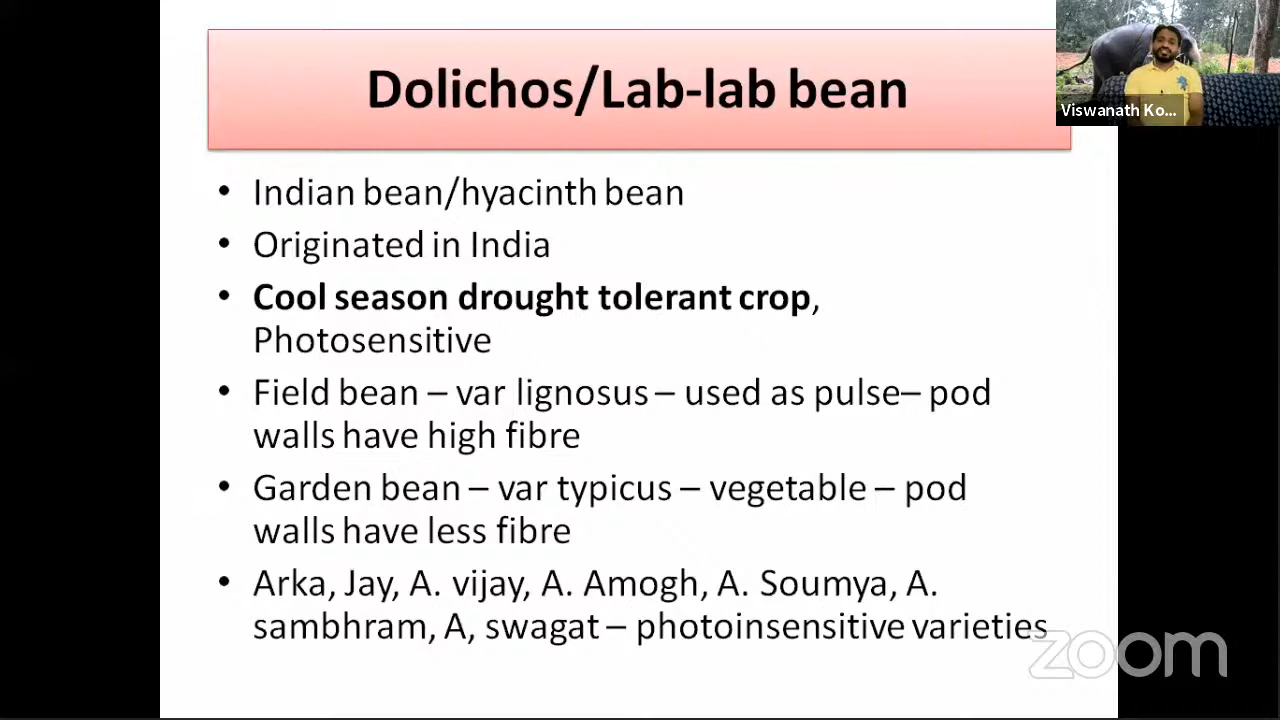 Dolichos/Lab-lab bean
Viswanath Ko...
• Indian bean/hyacinth bean
• Originated in India
• Cool season drought tolerant crop,
Photosensitive
• Field bean – var lignosus – used as pulse– pod
walls have high fibre
• Garden bean – var typicus – vegetable – pod
walls have less fibre
• Arka, Jay, A. vijay, A. Amogh, A. Soumya, A.
sambhram, A, swagat – photoinsensitive varieties
zoom